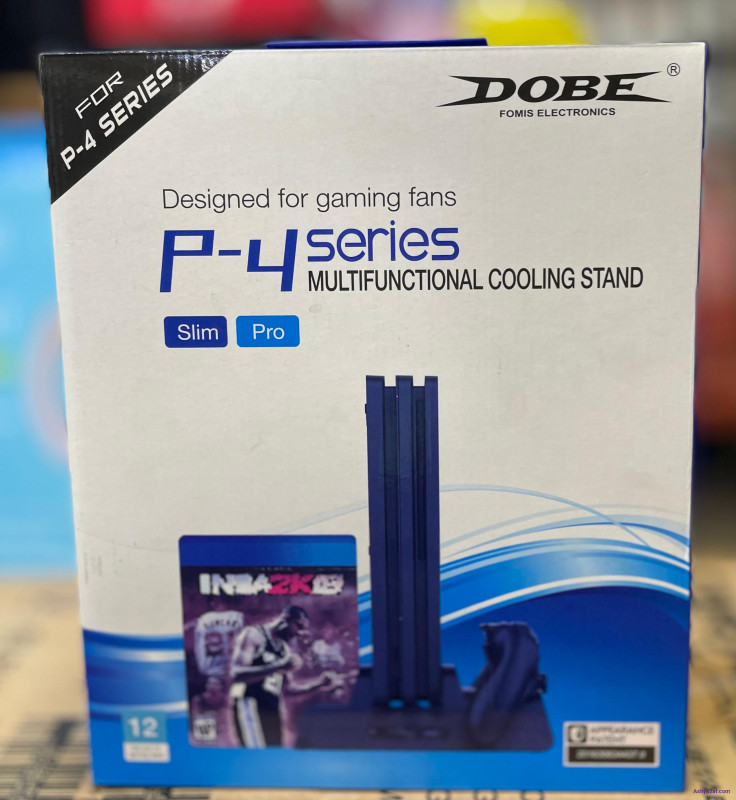 FOR
P-4 SERIES
DOBE®
FOMIS ELECTRONICS
Designed for gaming fans
P-4 series
MULTIFUNCTIONAL COOLING STAND
Slim Pro
NBA2K
12
APPEARANCE
PATENT